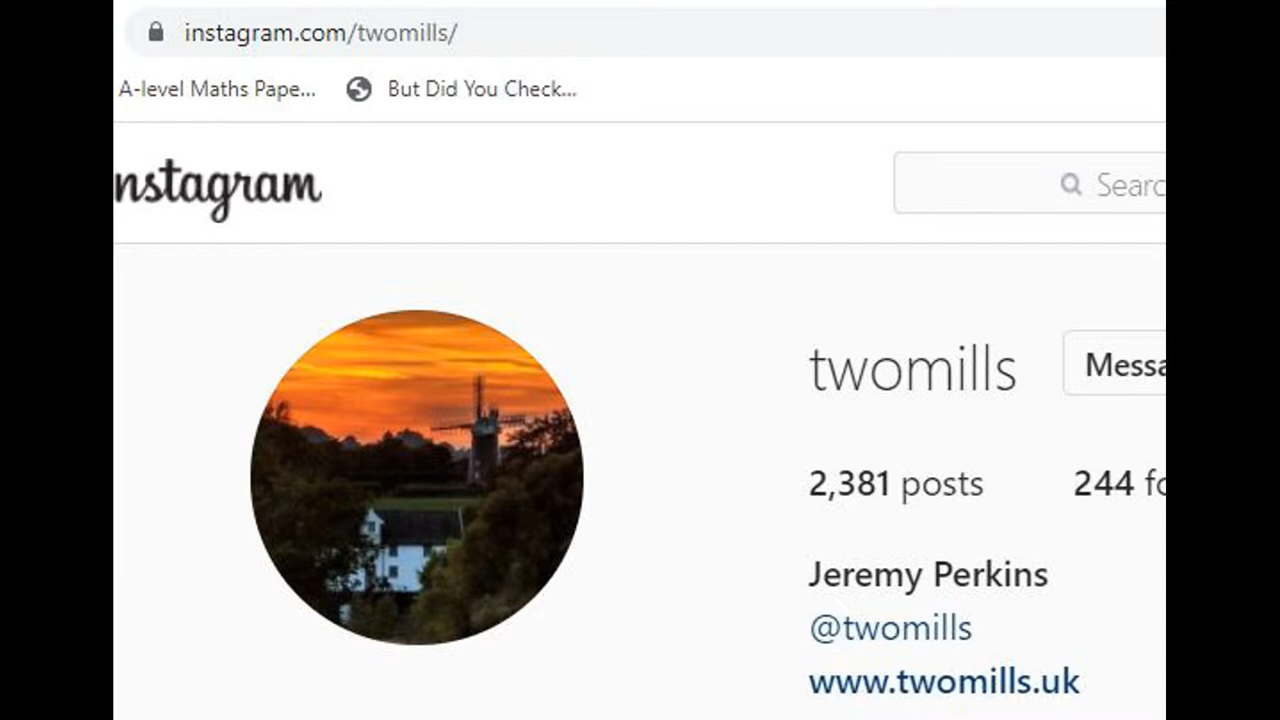 instagram.com/twomills/
A-level Maths Pape... But Did You Check...
nstagram
Searc
twomills Messa
2,381 posts 244 fo
Jeremy Perkins
@twomills
www.twomills.uk